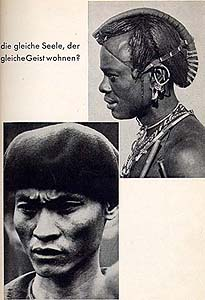 die gleiche Seele, der
gleiche Geist wohnen?